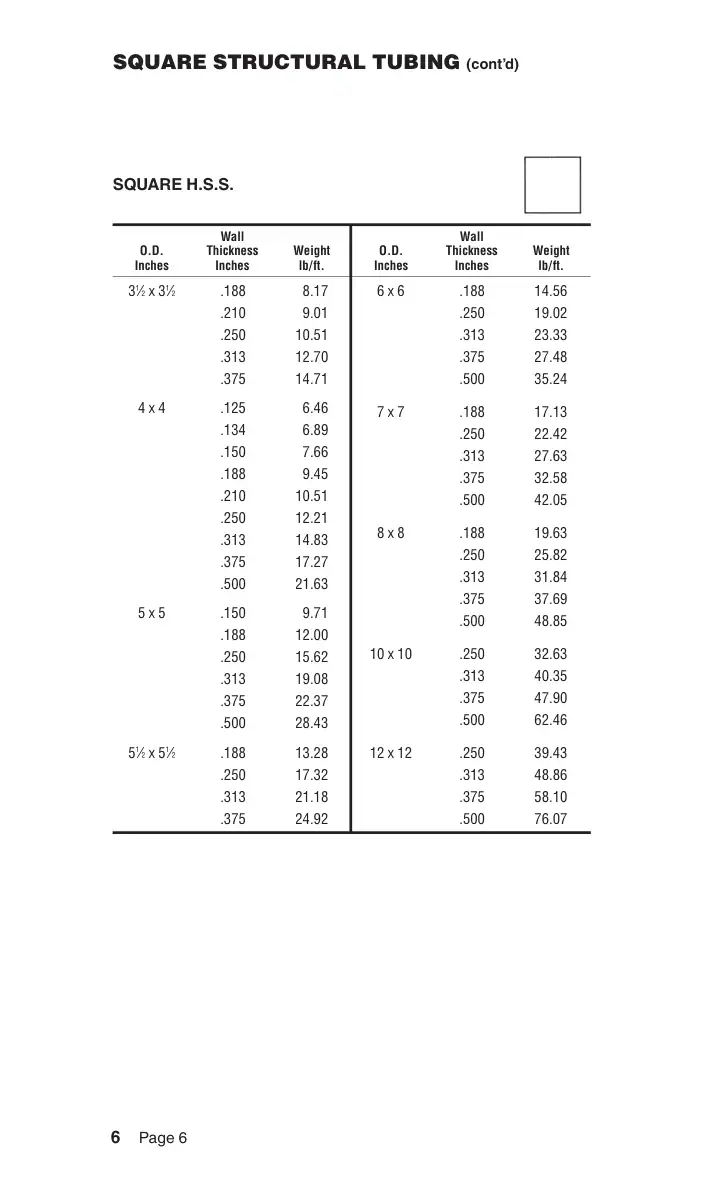 SQUARE STRUCTURAL TUBING (cont'd)
SQUARE H.S.S.
O.D. Inches Wall Thickness Inches Weight lb/ft.
3½ x 3½ .188 8.17
.210 9.01
.250 10.51
.313 12.70
.375 14.71
4 x 4 .125 6.46
.134 6.89
.150 7.66
.188 9.45
.210 10.51
.250 12.21
.313 14.83
.375 17.27
.500 21.63
5 x 5 .150 9.71
.188 12.00
.250 15.62
.313 19.08
.375 22.37
.500 28.43
5½ x 5½ .188 13.28
.250 17.32
.313 21.18
.375 24.92
O.D. Inches Wall Thickness Inches Weight lb/ft.
6 x 6 .188 14.56
.250 19.02
.313 23.33
.375 27.48
.500 35.24
7 x 7 .188 17.13
.250 22.42
.313 27.63
.375 32.58
.500 42.05
8 x 8 .188 19.63
.250 25.82
.313 31.84
.375 37.69
.500 48.85
10 x 10 .250 32.63
.313 40.35
.375 47.90
.500 62.46
12 x 12 .250 39.43
.313 48.86
.375 58.10
.500 76.07
6 Page 6